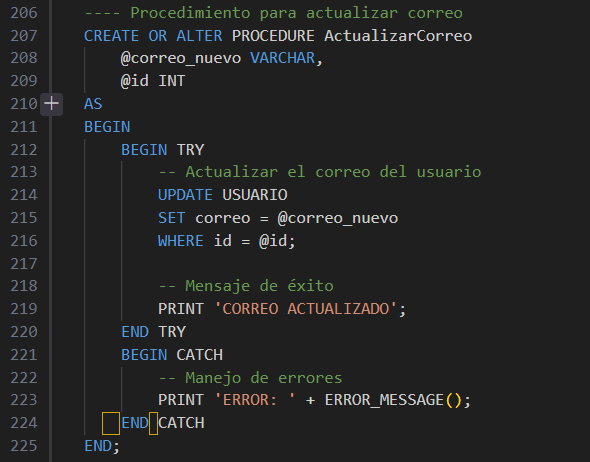 206 ---- Procedimiento para actualizar correo
207 CREATE OR ALTER PROCEDURE ActualizarCorreo
208     @correo_nuevo VARCHAR,
209     @id INT
210 AS
211 BEGIN
212     BEGIN TRY
213         -- Actualizar el correo del usuario
214         UPDATE USUARIO
215         SET correo = @correo_nuevo
216         WHERE id = @id;
217
218         -- Mensaje de éxito
219         PRINT 'CORREO ACTUALIZADO';
220     END TRY
221     BEGIN CATCH
222         -- Manejo de errores
223         PRINT 'ERROR: ' + ERROR_MESSAGE();
224     END CATCH
225 END;